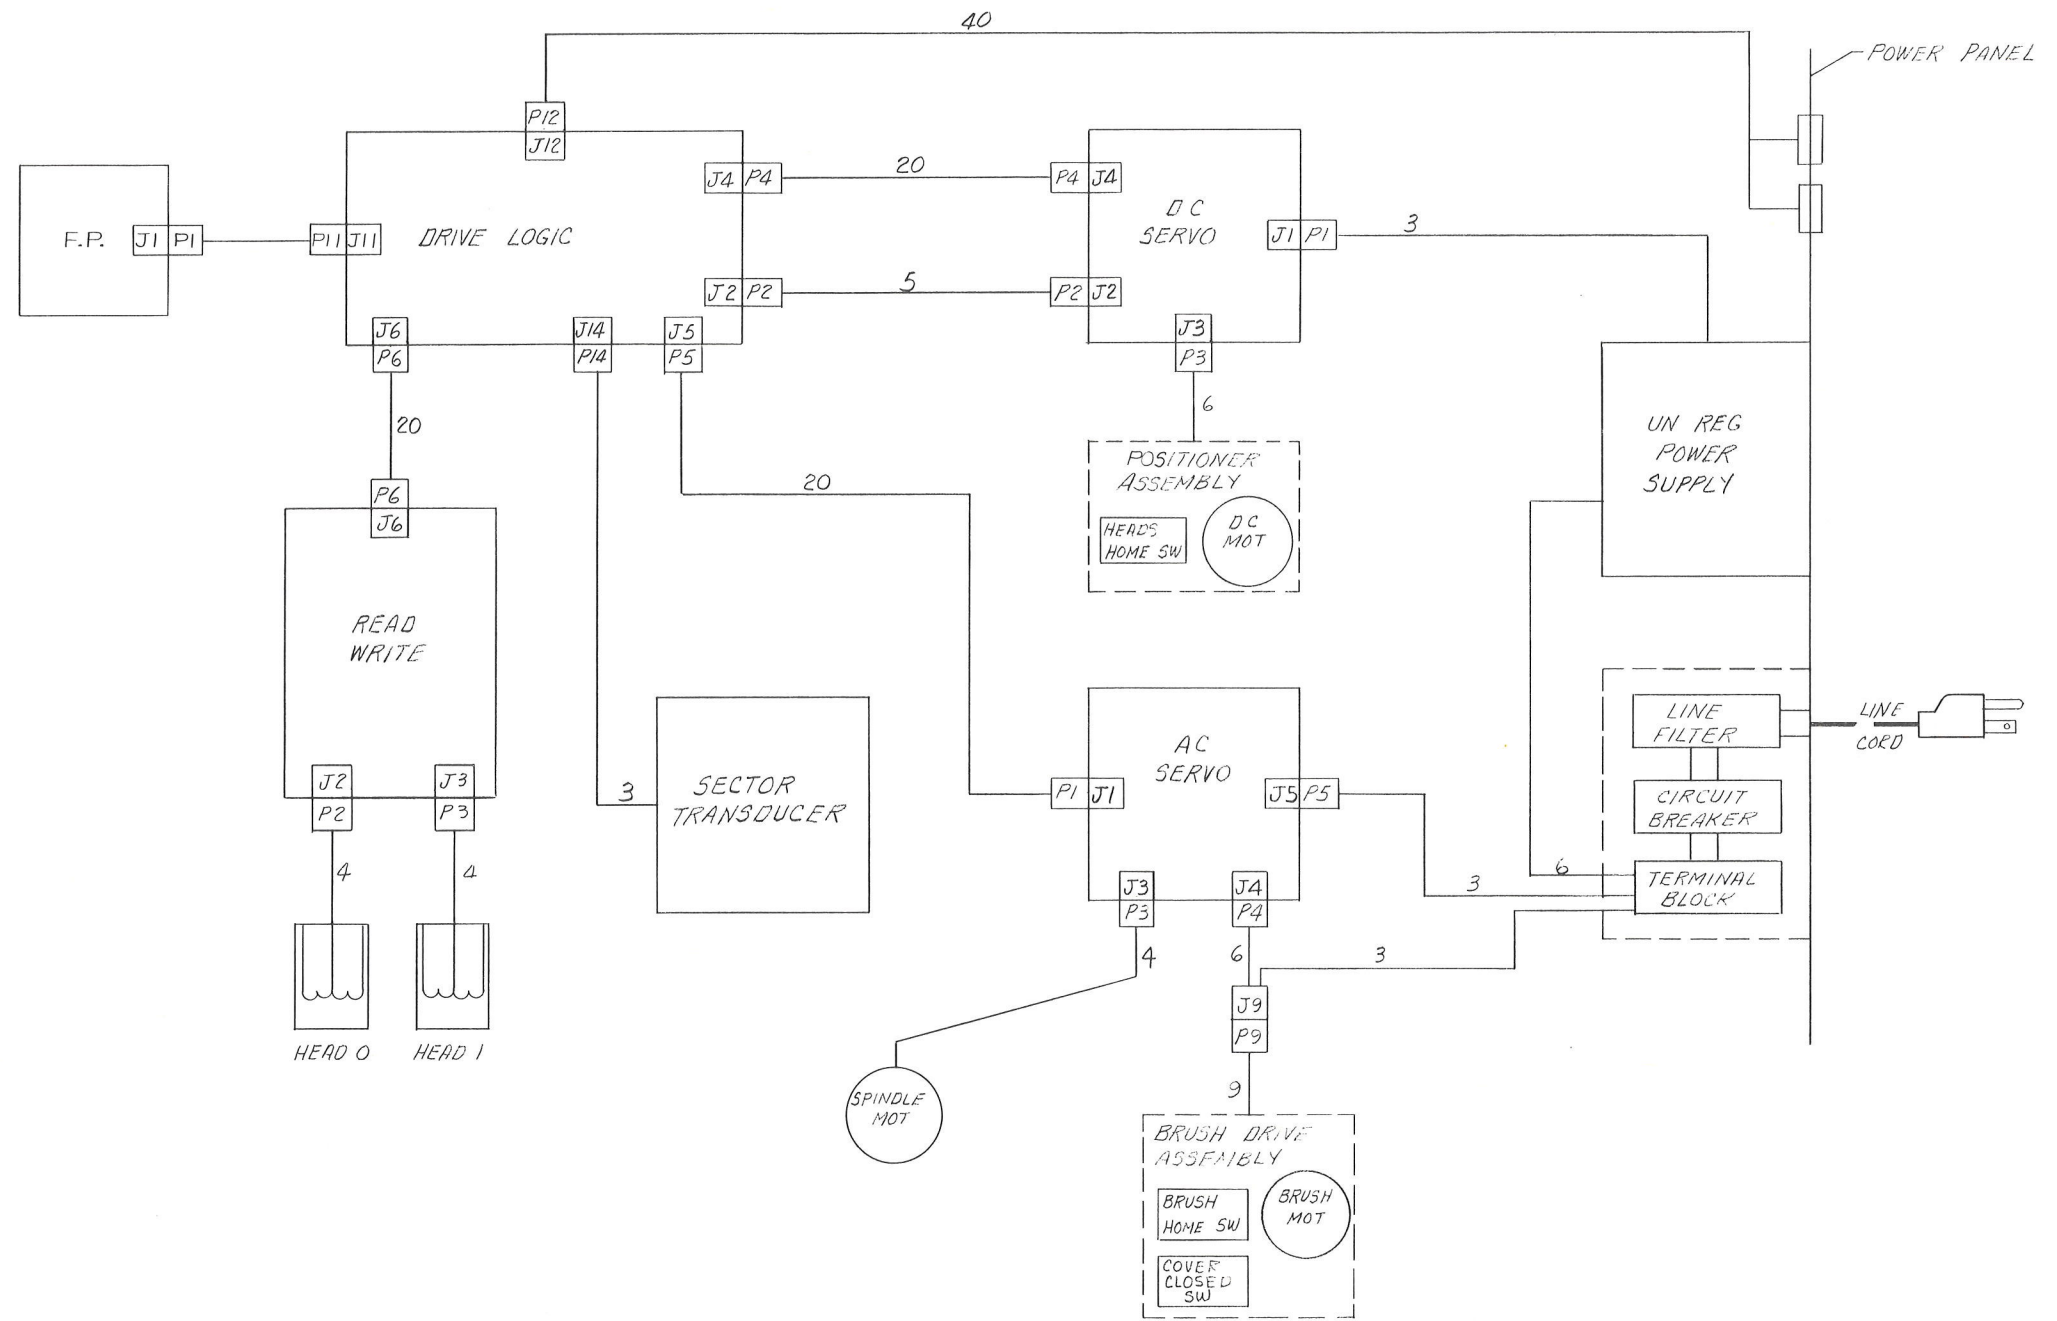 40
POWER PANEL
P12
J12
F.P.
J1 P1
P11 J11
DRIVE LOGIC
J4 P4
20
P4 J4
DC
SERVO
J1 P1
3
J2 P2
5
P2 J2
J6
P6
J14
P14
J5
P5
J3
P3
20
6
UN REG
POWER
SUPPLY
POSITIONER
ASSEMBLY
HEADS
HOME SW
DC
MOT
20
P6
J6
READ
WRITE
J2
P2
J3
P3
4
4
HEAD 0
HEAD 1
3
SECTOR
TRANSDUCER
P1 J1
AC
SERVO
J5 P5
J3
P3
J4
P4
LINE
FILTER
LINE
CORD
CIRCUIT
BREAKER
TERMINAL
BLOCK
6
3
4
6
3
J9
P9
9
SPINDLE
MOT
BRUSH DRIVE
ASSEMBLY
BRUSH
HOME SW
BRUSH
MOT
COVER
CLOSED
SW